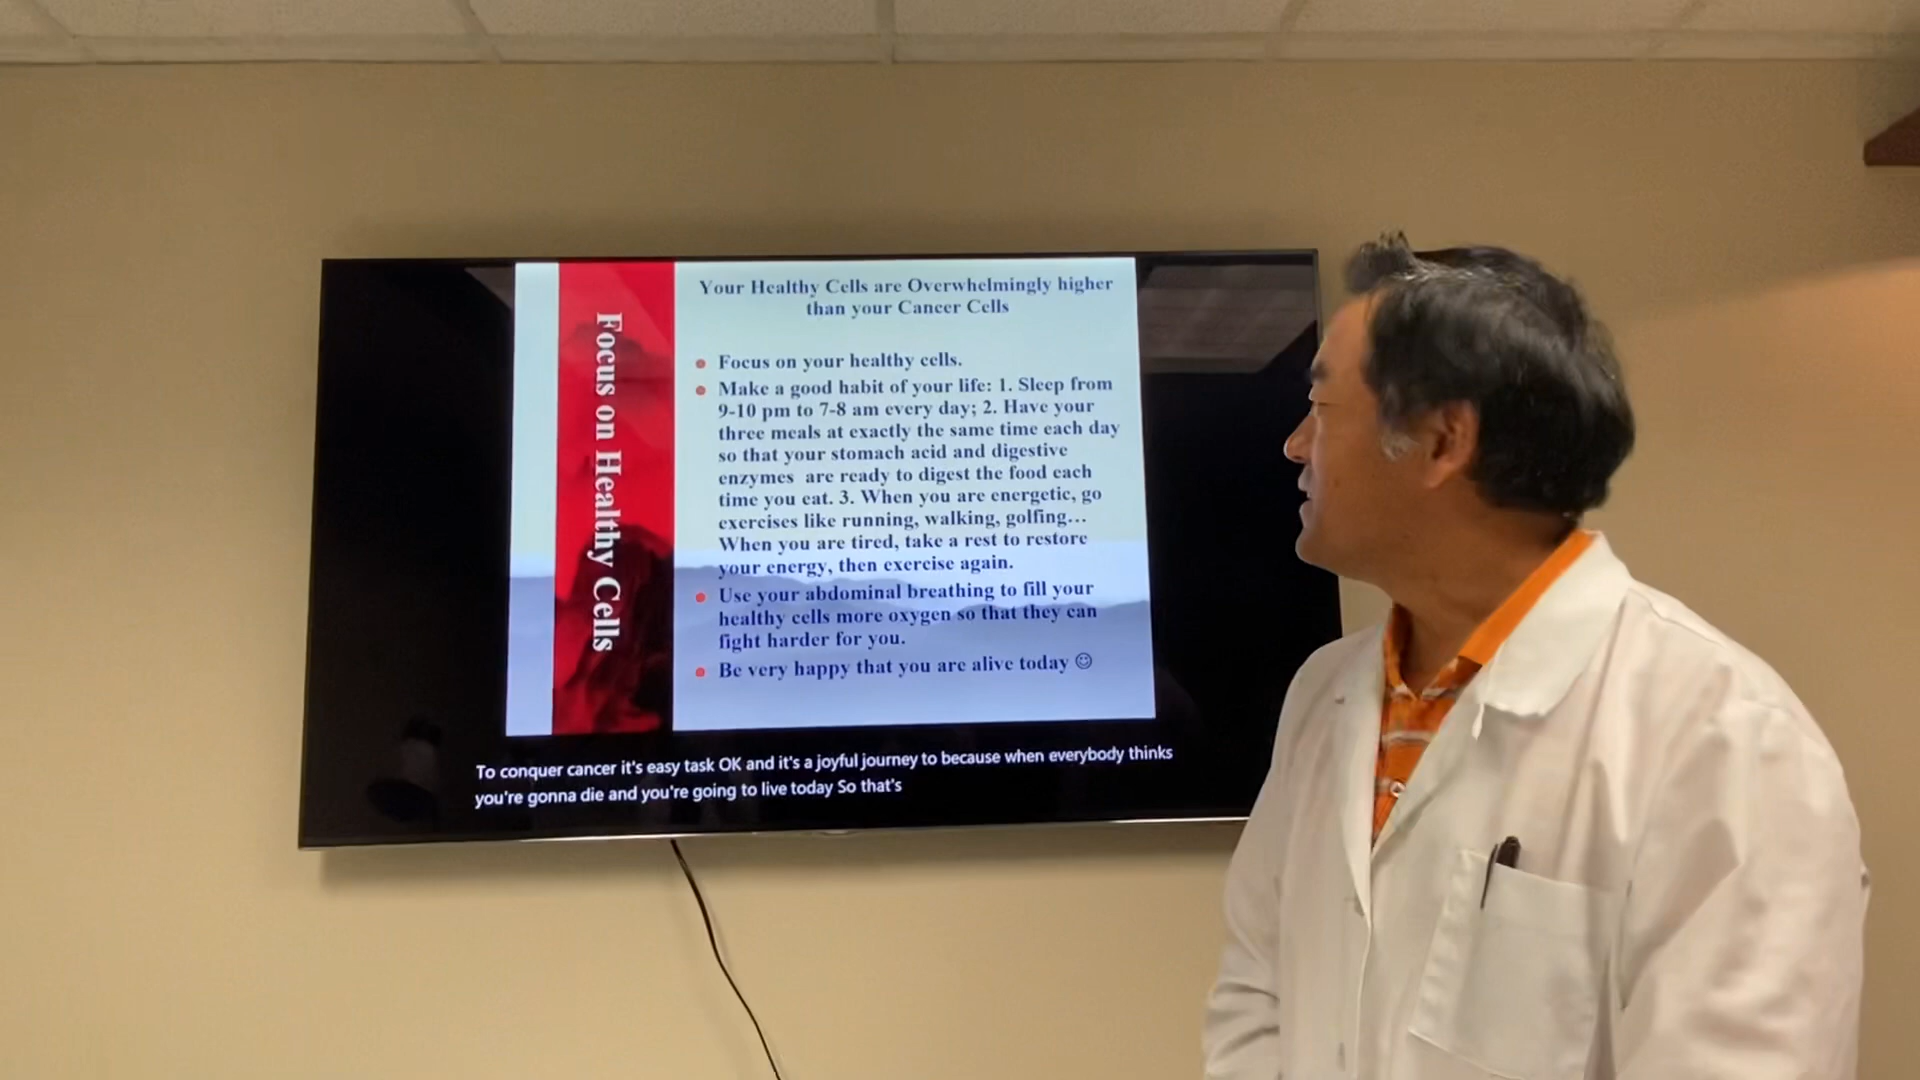 Focus on Healthy Cells
Your Healthy Cells are Overwhelmingly higher
than your Cancer Cells
Focus on your healthy cells.
Make a good habit of your life: 1. Sleep from
9-10 pm to 7-8 am every day; 2. Have your
three meals at exactly the same time each day
so that your stomach acid and digestive
enzymes are ready to digest the food each
time you eat. 3. When you are energetic, go
exercises like running, walking, golfing…
When you are tired, take a rest to restore
your energy, then exercise again.
Use your abdominal breathing to fill your
healthy cells more oxygen so that they can
fight harder for you.
Be very happy that you are alive today ☺
To conquer cancer it's easy task OK and it's a joyful journey to because when everybody thinks
you're gonna die and you're going to live today So that's